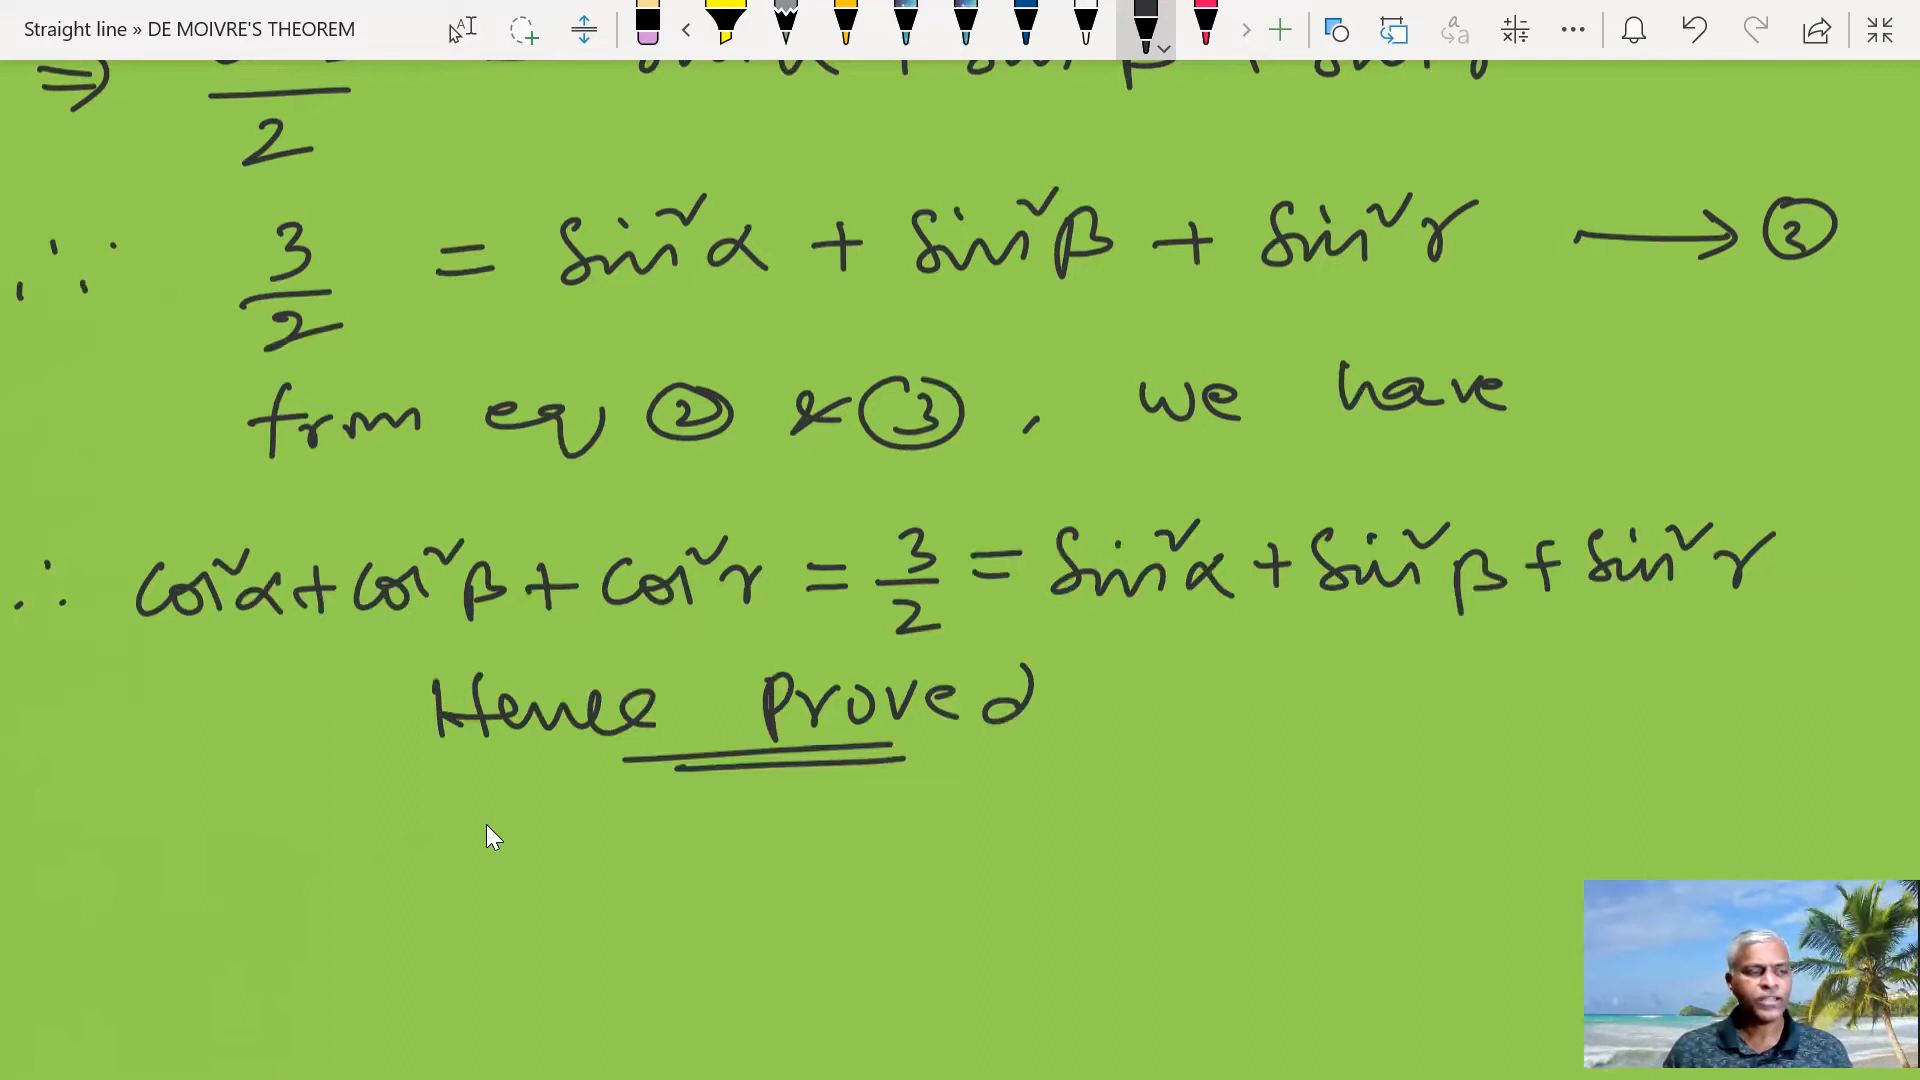 Straight line » DE MOIVRE'S THEOREM
⇒ 2
∴ 3/2 = sin²α + sin²β + sin²γ → ③
from eq ② & ③, we have
∴ cos²α + cos²β + cos²γ = 3/2 = sin²α + sin²β + sin²γ
Hence Proved